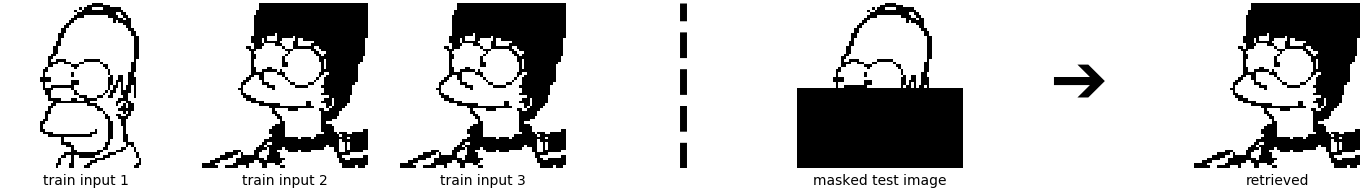 train input 1
train input 2
train input 3
masked test image
retrieved